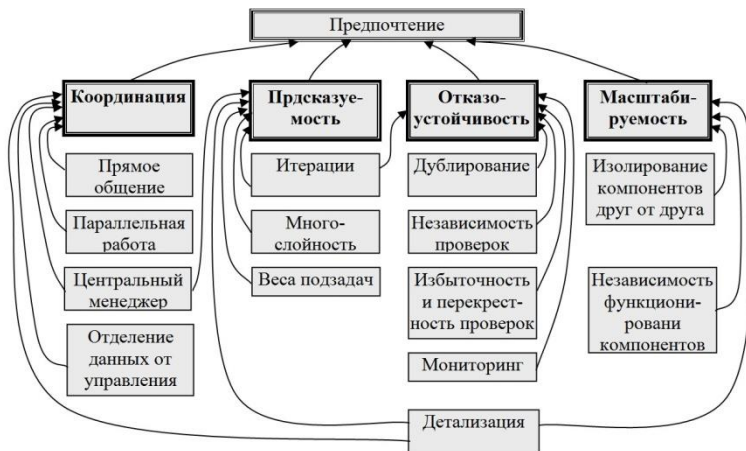 Предпочтение
Координация
Прдсказуе-
мость
Отказо-
устойчивость
Масштаби-
руемость
Прямое
общение
Параллельная
работа
Центральный
менеджер
Отделение
данных от
управления
Итерации
Много-
слойность
Веса подзадач
Дублирование
Независимость
проверок
Избыточность
и перекрест-
ность проверок
Мониторинг
Изолирование
компонентов
друг от друга
Независимость
функциони-
ровани
компонентов
Детализация